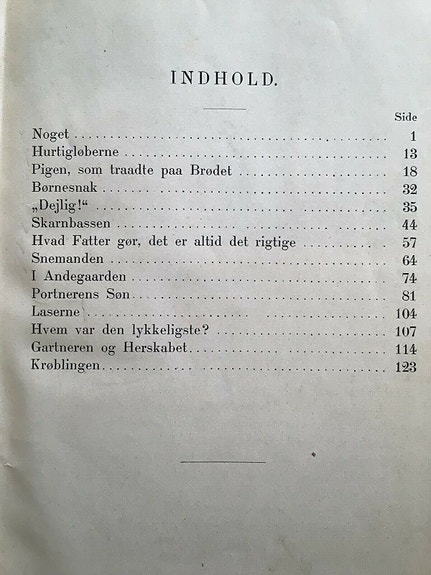 INDHOLD.
Side
Noget 1
Hurtigløberne 13
Pigen, som traadte paa Brødet 18
Børnesnak 32
„Dejlig!“ 35
Skarnbassen 44
Hvad Fatter gør, det er altid det rigtige 57
Snemanden 64
I Andegaarden 74
Portnerens Søn 81
Laserne 104
Hvem var den lykkeligste? 107
Gartneren og Herskabet 114
Krøblingen 123